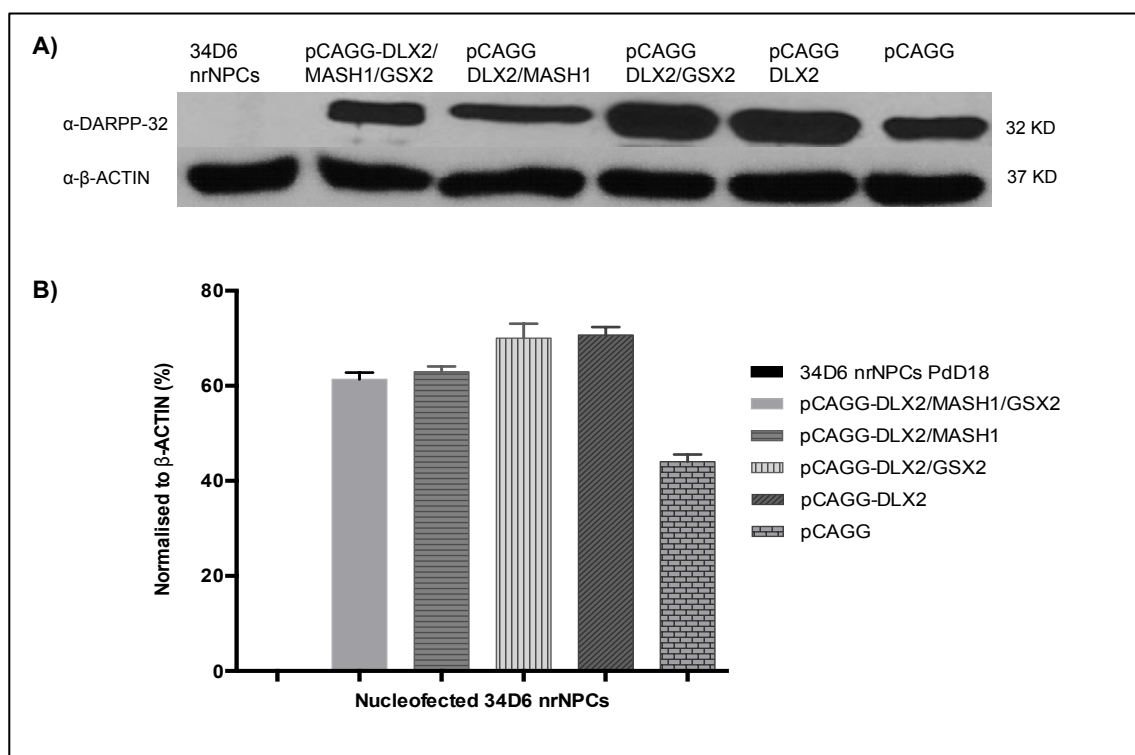 A)
34D6 nrNPCs
pCAGG-DLX2/ MASH1/GSX2
pCAGG DLX2/MASH1
pCAGG DLX2/GSX2
pCAGG DLX2
pCAGG
α-DARPP-32
32 KD
α-β-ACTIN
37 KD
B)
Normalised to β-ACTIN (%)
80
60
40
20
0
Nucleofected 34D6 nrNPCs
34D6 nrNPCs PdD18
pCAGG-DLX2/MASH1/GSX2
pCAGG-DLX2/MASH1
pCAGG-DLX2/GSX2
pCAGG-DLX2
pCAGG